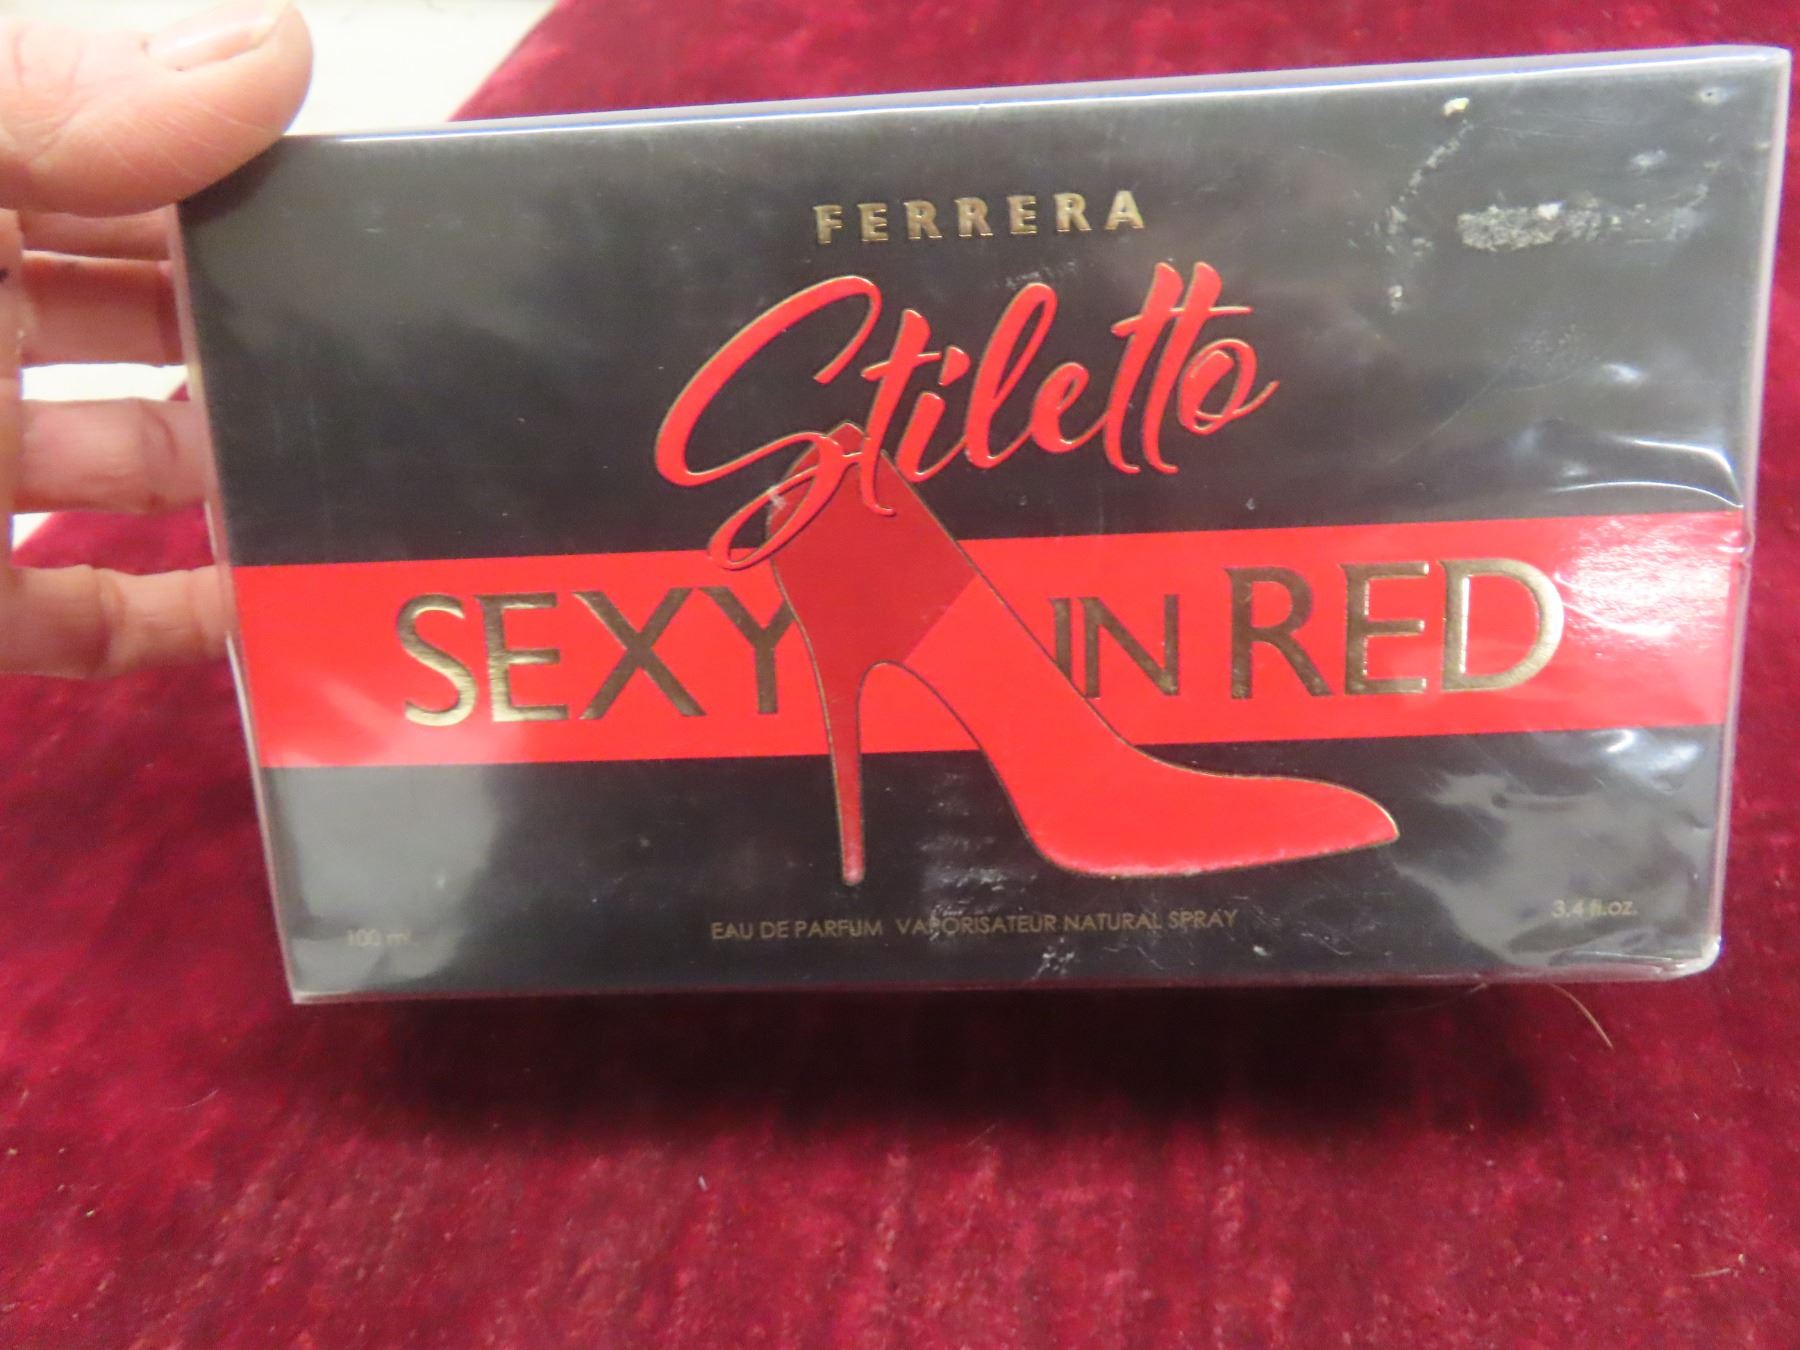 FERRERA
Stiletto
SEXY IN RED
EAU DE PARFUM VAPORISATEUR NATURAL SPRAY
100 ml
3.4 fl.oz.